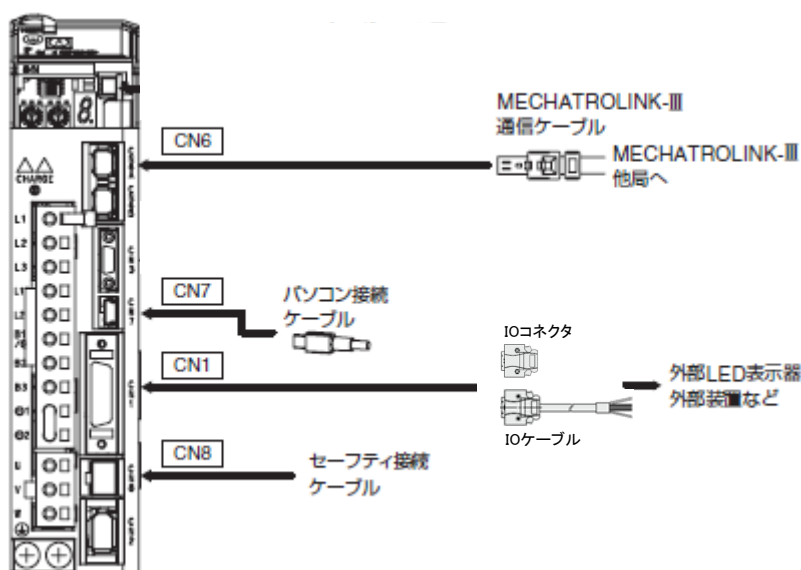 MECHATROLINK-Ⅲ
通信ケーブル
CN6
MECHATROLINK-Ⅲ
他局へ
CHARGE
L1
L2
L3
L1
L2
B2
B3
U
V
W
CN7
パソコン接続
ケーブル
IOコネクタ
CN1
外部LED表示器
外部装置など
IOケーブル
CN8
セーフティ接続
ケーブル